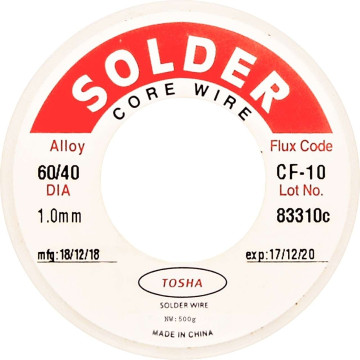 SOLDER
CORE WIRE
Alloy Flux Code
60/40 CF-10
DIA Lot No.
1.0mm 83310c
mfg:18/12/18 exp:17/12/20
TOSHA
SOLDER WIRE
NW:500g
MADE IN CHINA